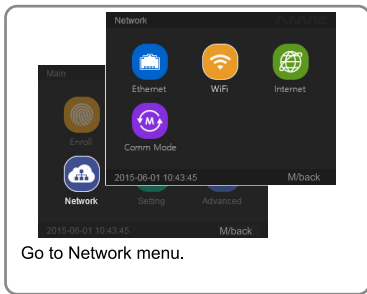 Network
ANVIZ
Ethernet
WiFi
Internet
M
Comm Mode
2015-06-01 10:43:45
M/back
Main
Enroll
Network
Setting
Advanced
2015-06-01 10:43:45
M/back
Go to Network menu.